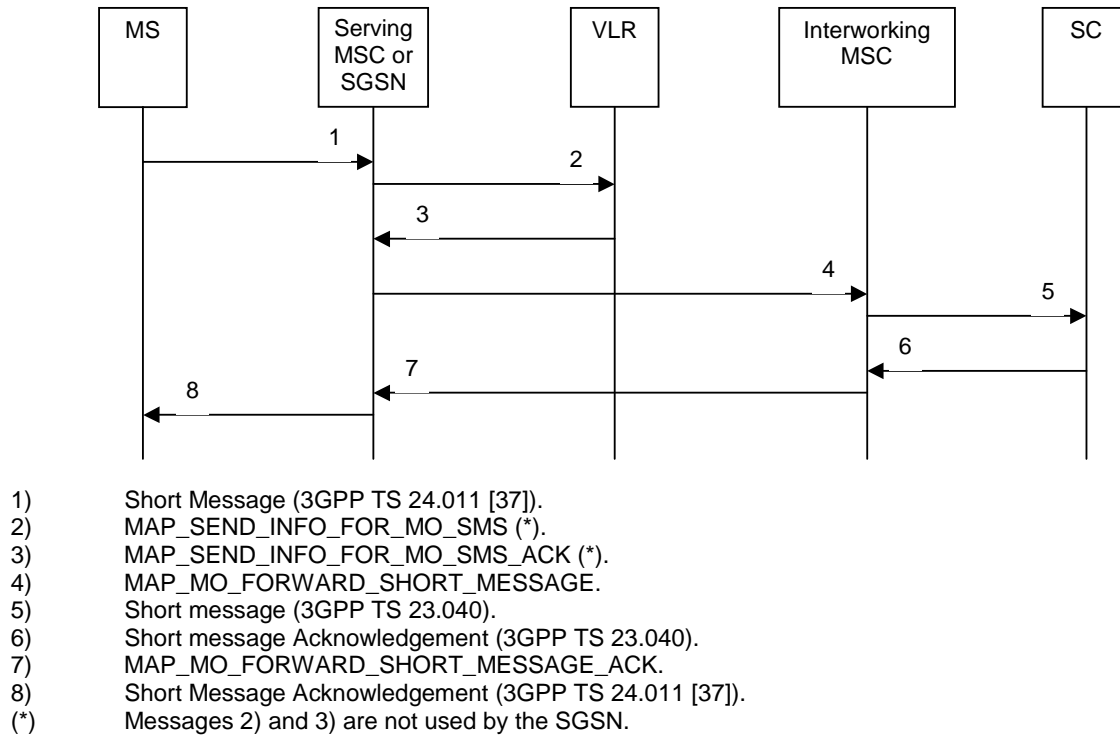 MS
Serving
MSC or
SGSN
VLR
Interworking
MSC
SC
1
2
3
4
5
6
7
8
1) Short Message (3GPP TS 24.011 [37]).
2) MAP_SEND_INFO_FOR_MO_SMS (*).
3) MAP_SEND_INFO_FOR_MO_SMS_ACK (*).
4) MAP_MO_FORWARD_SHORT_MESSAGE.
5) Short message (3GPP TS 23.040).
6) Short message Acknowledgement (3GPP TS 23.040).
7) MAP_MO_FORWARD_SHORT_MESSAGE_ACK.
8) Short Message Acknowledgement (3GPP TS 24.011 [37]).
(*) Messages 2) and 3) are not used by the SGSN.